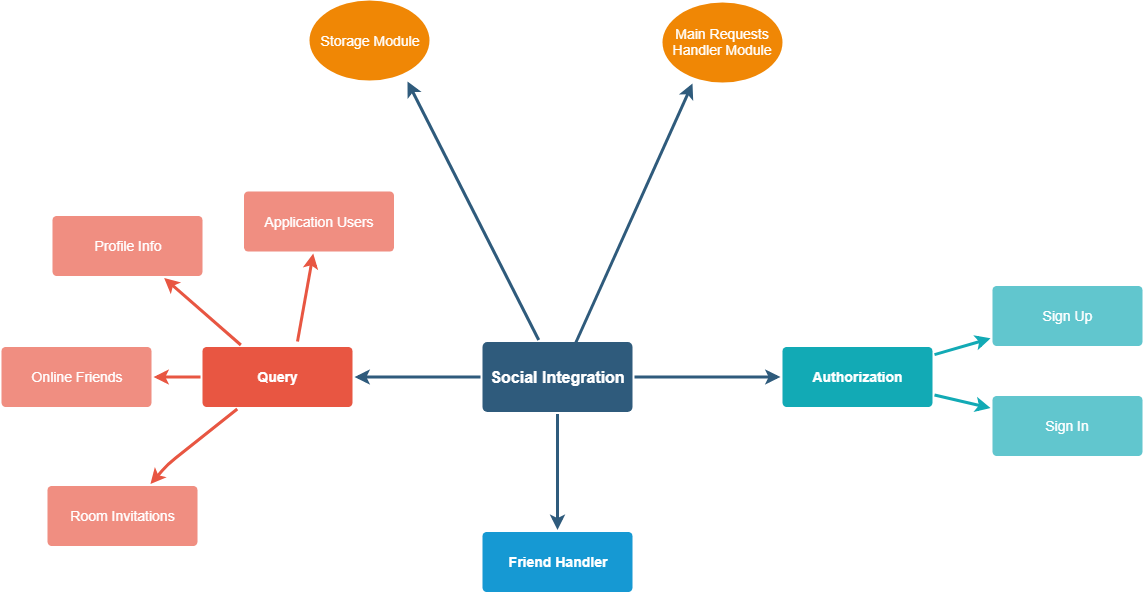 Storage Module
Main Requests
Handler Module
Application Users
Profile Info
Sign Up
Online Friends
Query
Social Integration
Authorization
Sign In
Room Invitations
Friend Handler